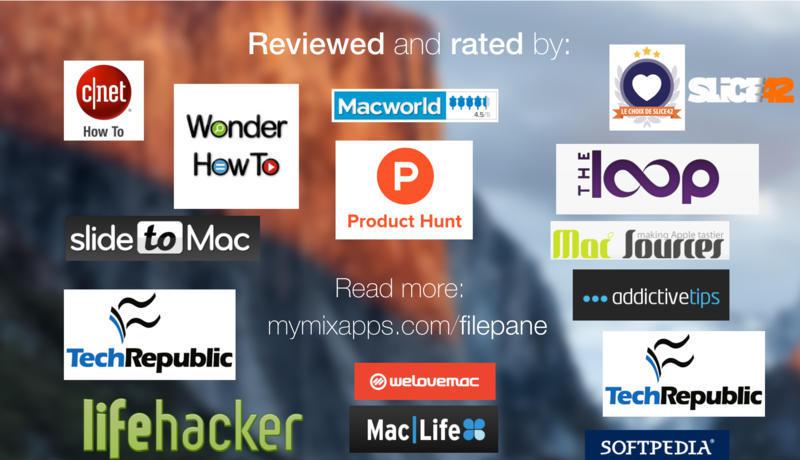 Reviewed and rated by:
c|net
How To
Wonder
HowTo
Macworld
4.5/5
LE CHOIX DE SLICE42
SLiCE42
P
Product Hunt
THE
loop
slide to Mac
making Apple tastier
Mac Sources
Read more:
mymixapps.com/filepane
addictivetips
TechRepublic
welovemac
TechRepublic
lifehacker
Mac|Life
SOFTPEDIA®